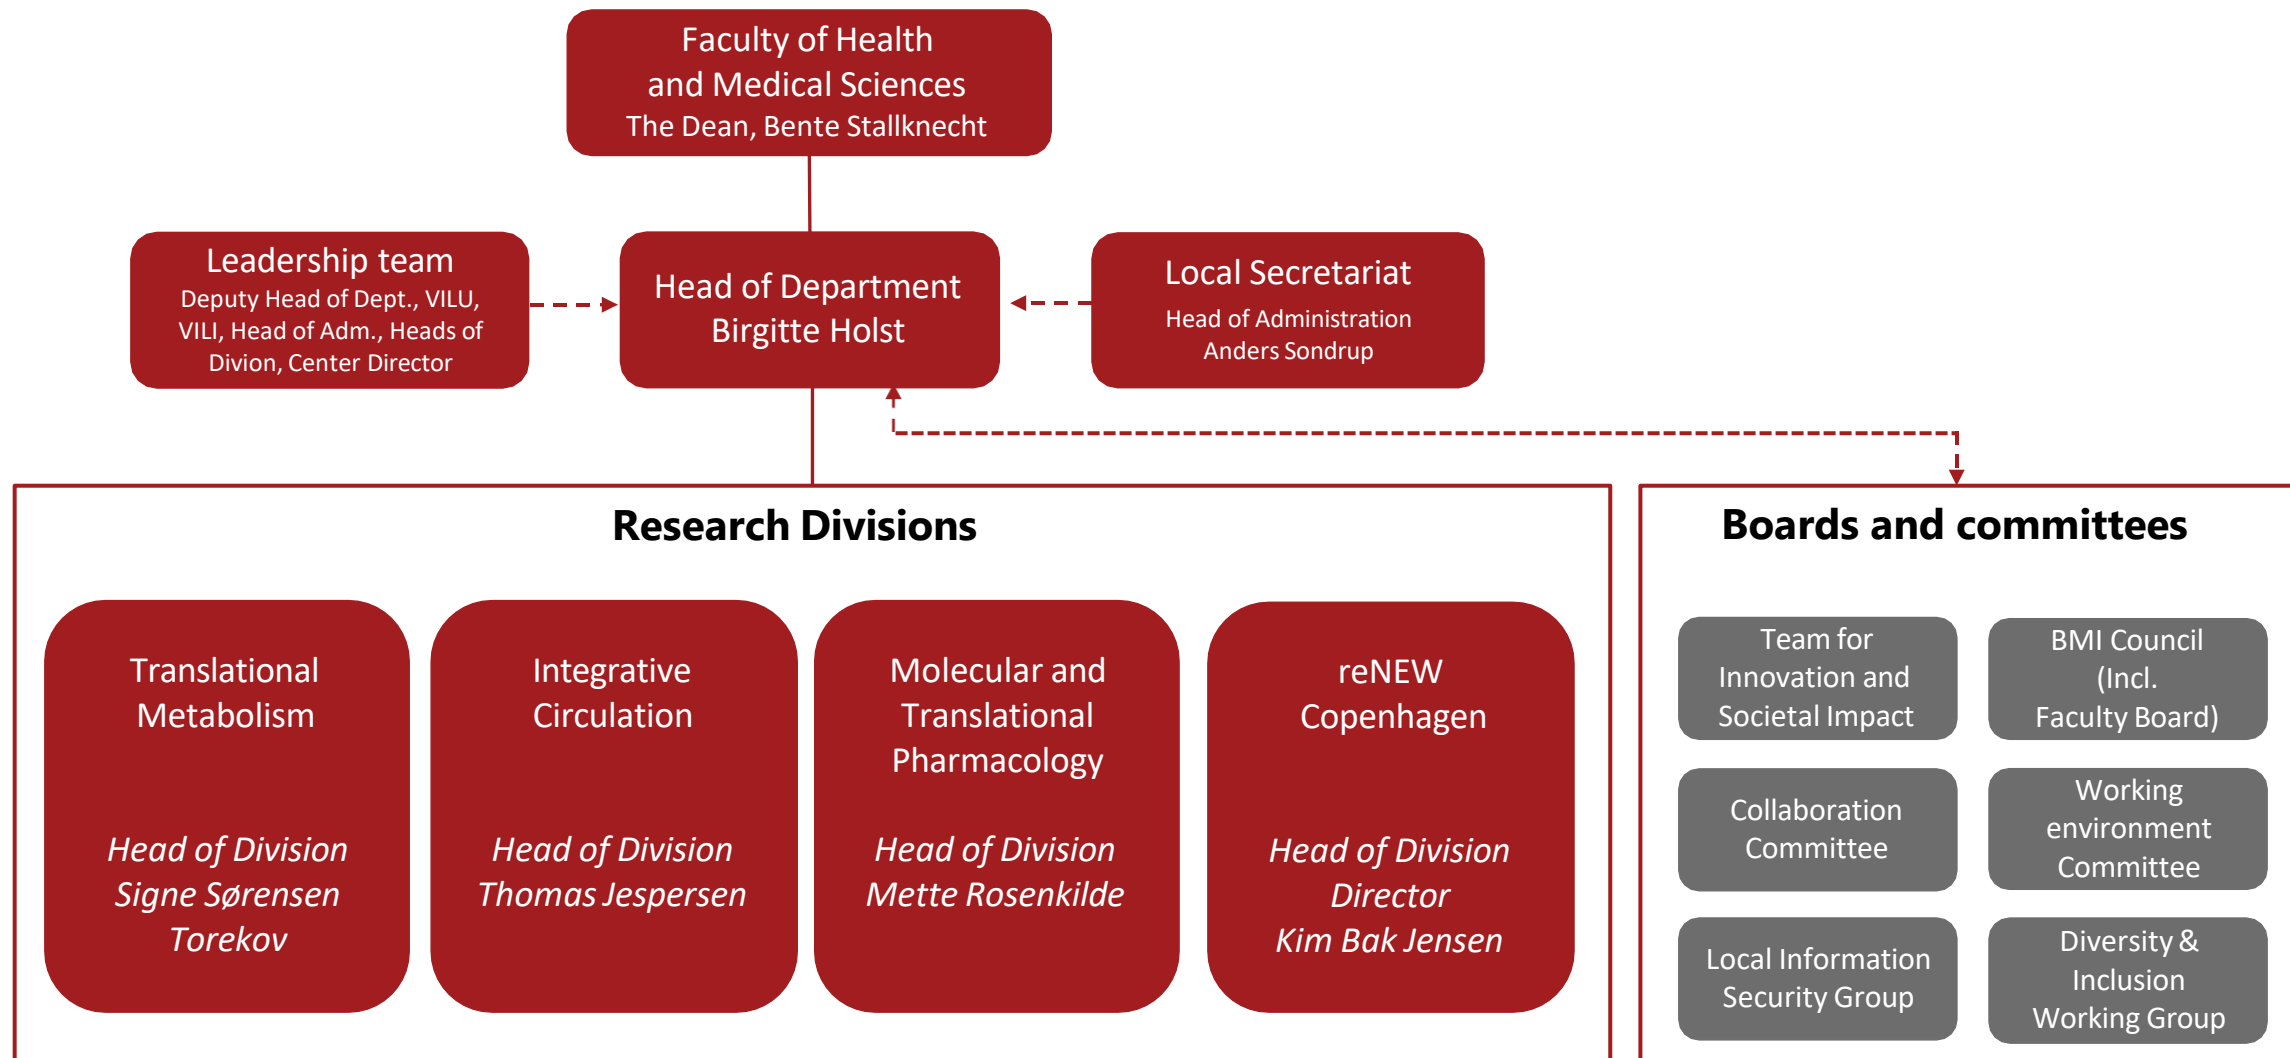 Faculty of Health
and Medical Sciences
The Dean, Bente Stallknecht
Leadership team
Deputy Head of Dept., VILU,
VILI, Head of Adm., Heads of
Divion, Center Director
Head of Department
Birgitte Holst
Local Secretariat
Head of Administration
Anders Sondrup
Research Divisions
Translational
Metabolism
Head of Division
Signe Sørensen
Torekov
Integrative
Circulation
Head of Division
Thomas Jespersen
Molecular and
Translational
Pharmacology
Head of Division
Mette Rosenkilde
reNEW
Copenhagen
Head of Division
Director
Kim Bak Jensen
Boards and committees
Team for
Innovation and
Societal Impact
BMI Council
(Incl.
Faculty Board)
Collaboration
Committee
Working
environment
Committee
Local Information
Security Group
Diversity &
Inclusion
Working Group